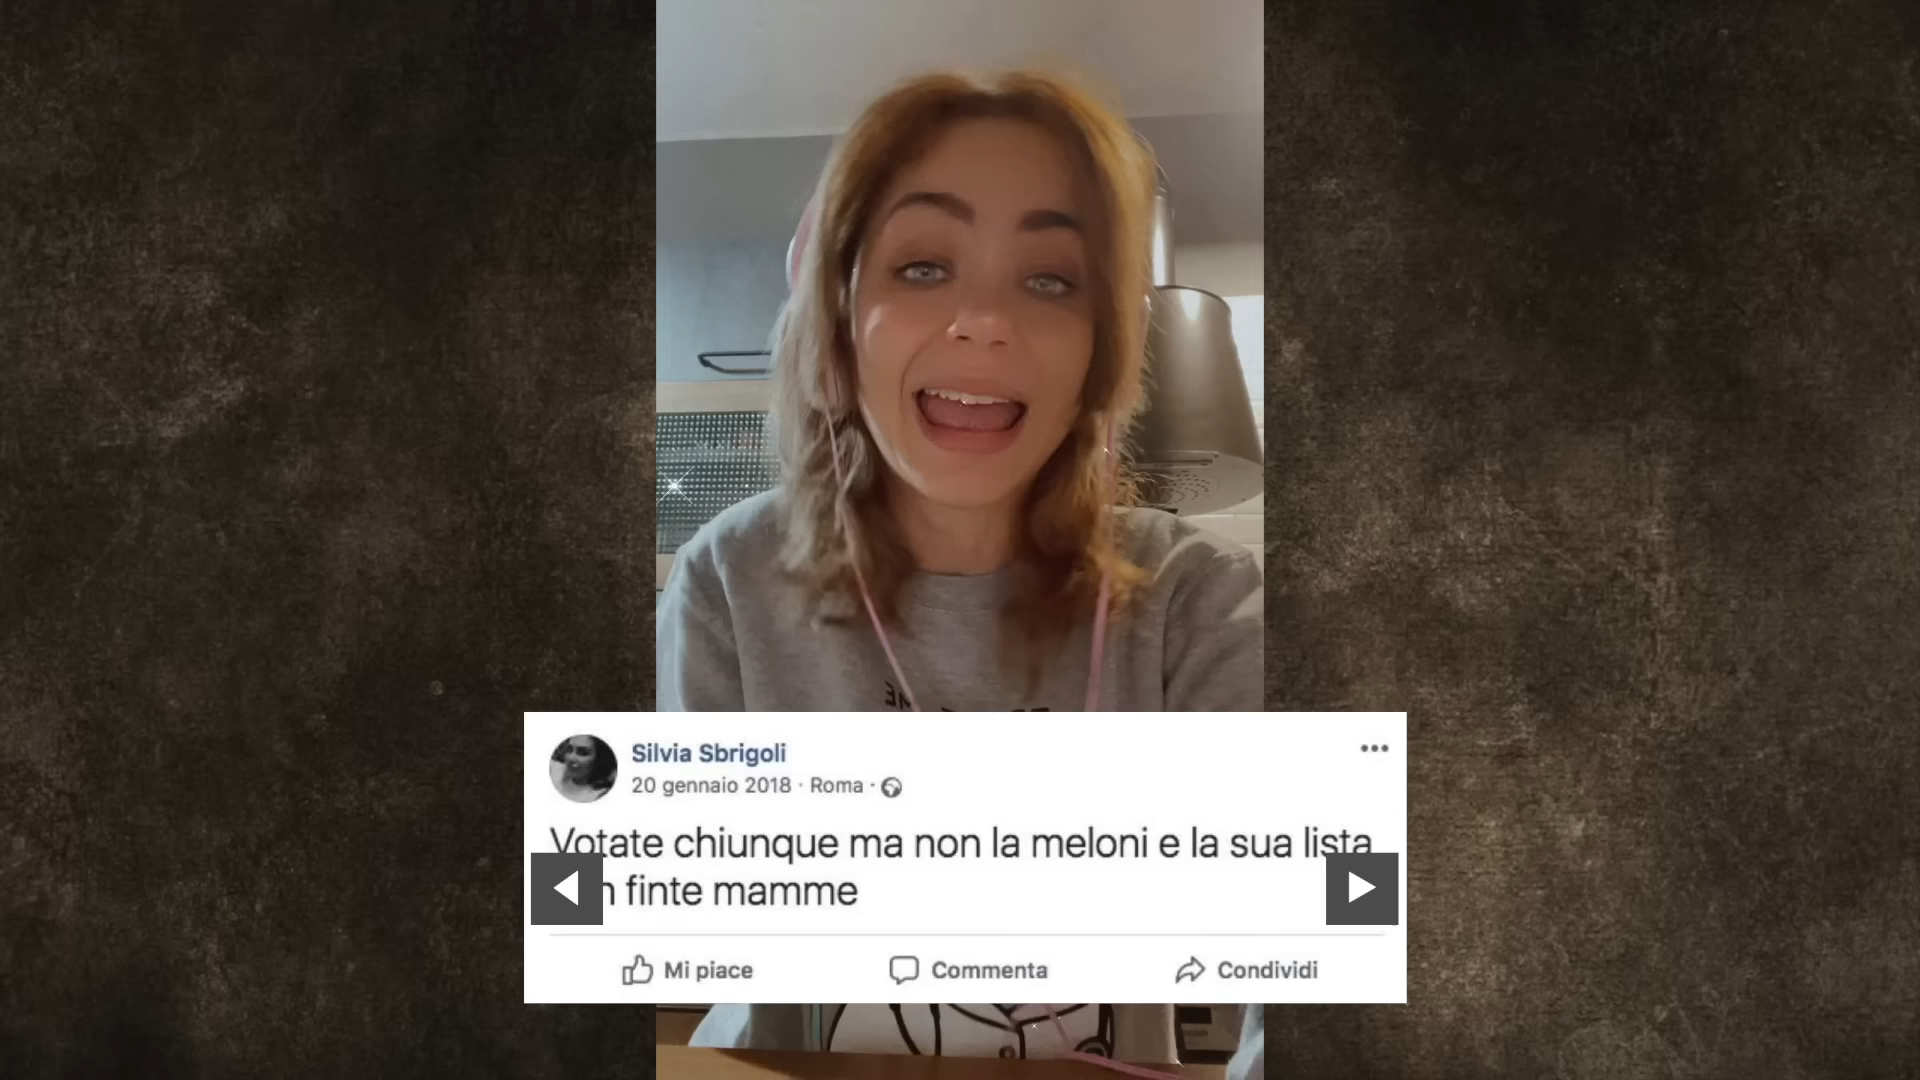 Silvia Sbrigoli
20 gennaio 2018 · Roma ·
Votate chiunque ma non la meloni e la sua lista
finte mamme
Mi piace
Commenta
Condividi